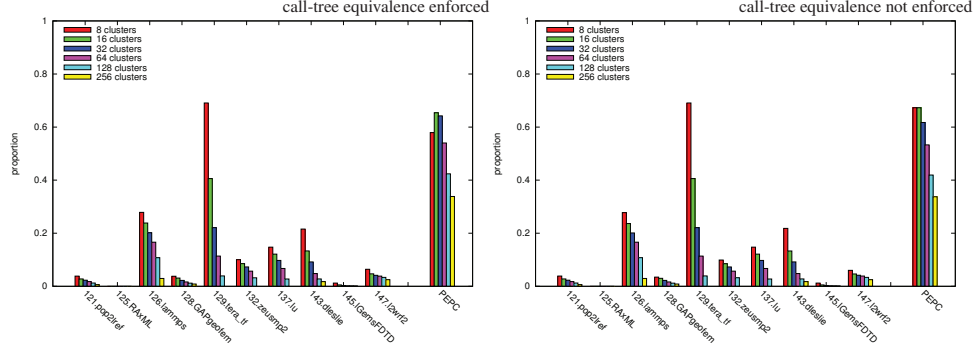 call-tree equivalence enforced
8 clusters
16 clusters
32 clusters
64 clusters
128 clusters
256 clusters
proportion
1
0.8
0.6
0.4
0.2
0
121.pop2/ref
125.RAxML
126.lammps
128.GAPgeofem
129.tera_tf
132.zeusmp2
137.lu
143.dleslie
145.lGemsFDTD
147.l2wrf2
PEPC
call-tree equivalence not enforced
8 clusters
16 clusters
32 clusters
64 clusters
128 clusters
256 clusters
proportion
1
0.8
0.6
0.4
0.2
0
121.pop2/ref
125.RAxML
126.lammps
128.GAPgeofem
129.tera_tf
132.zeusmp2
137.lu
143.dleslie
145.lGemsFDTD
147.l2wrf2
PEPC